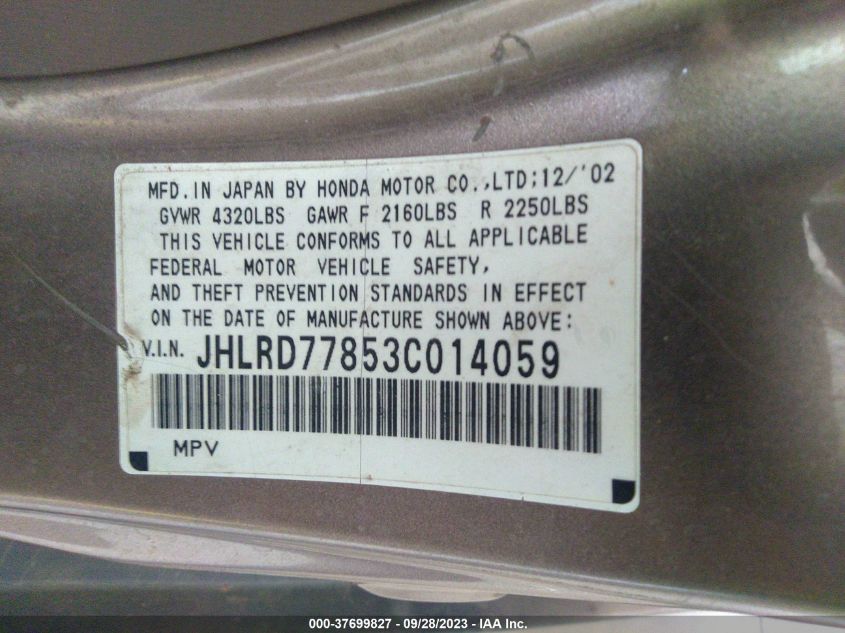 MFD. IN JAPAN BY HONDA MOTOR CO.,LTD;12/'02
GVWR 4320LBS GAWR F 2160LBS R 2250LBS
THIS VEHICLE CONFORMS TO ALL APPLICABLE
FEDERAL MOTOR VEHICLE SAFETY,
AND THEFT PREVENTION STANDARDS IN EFFECT
ON THE DATE OF MANUFACTURE SHOWN ABOVE:
V.I.N. JHLRD77853C014059
MPV
000-37699827 - 09/28/2023 - IAA Inc.